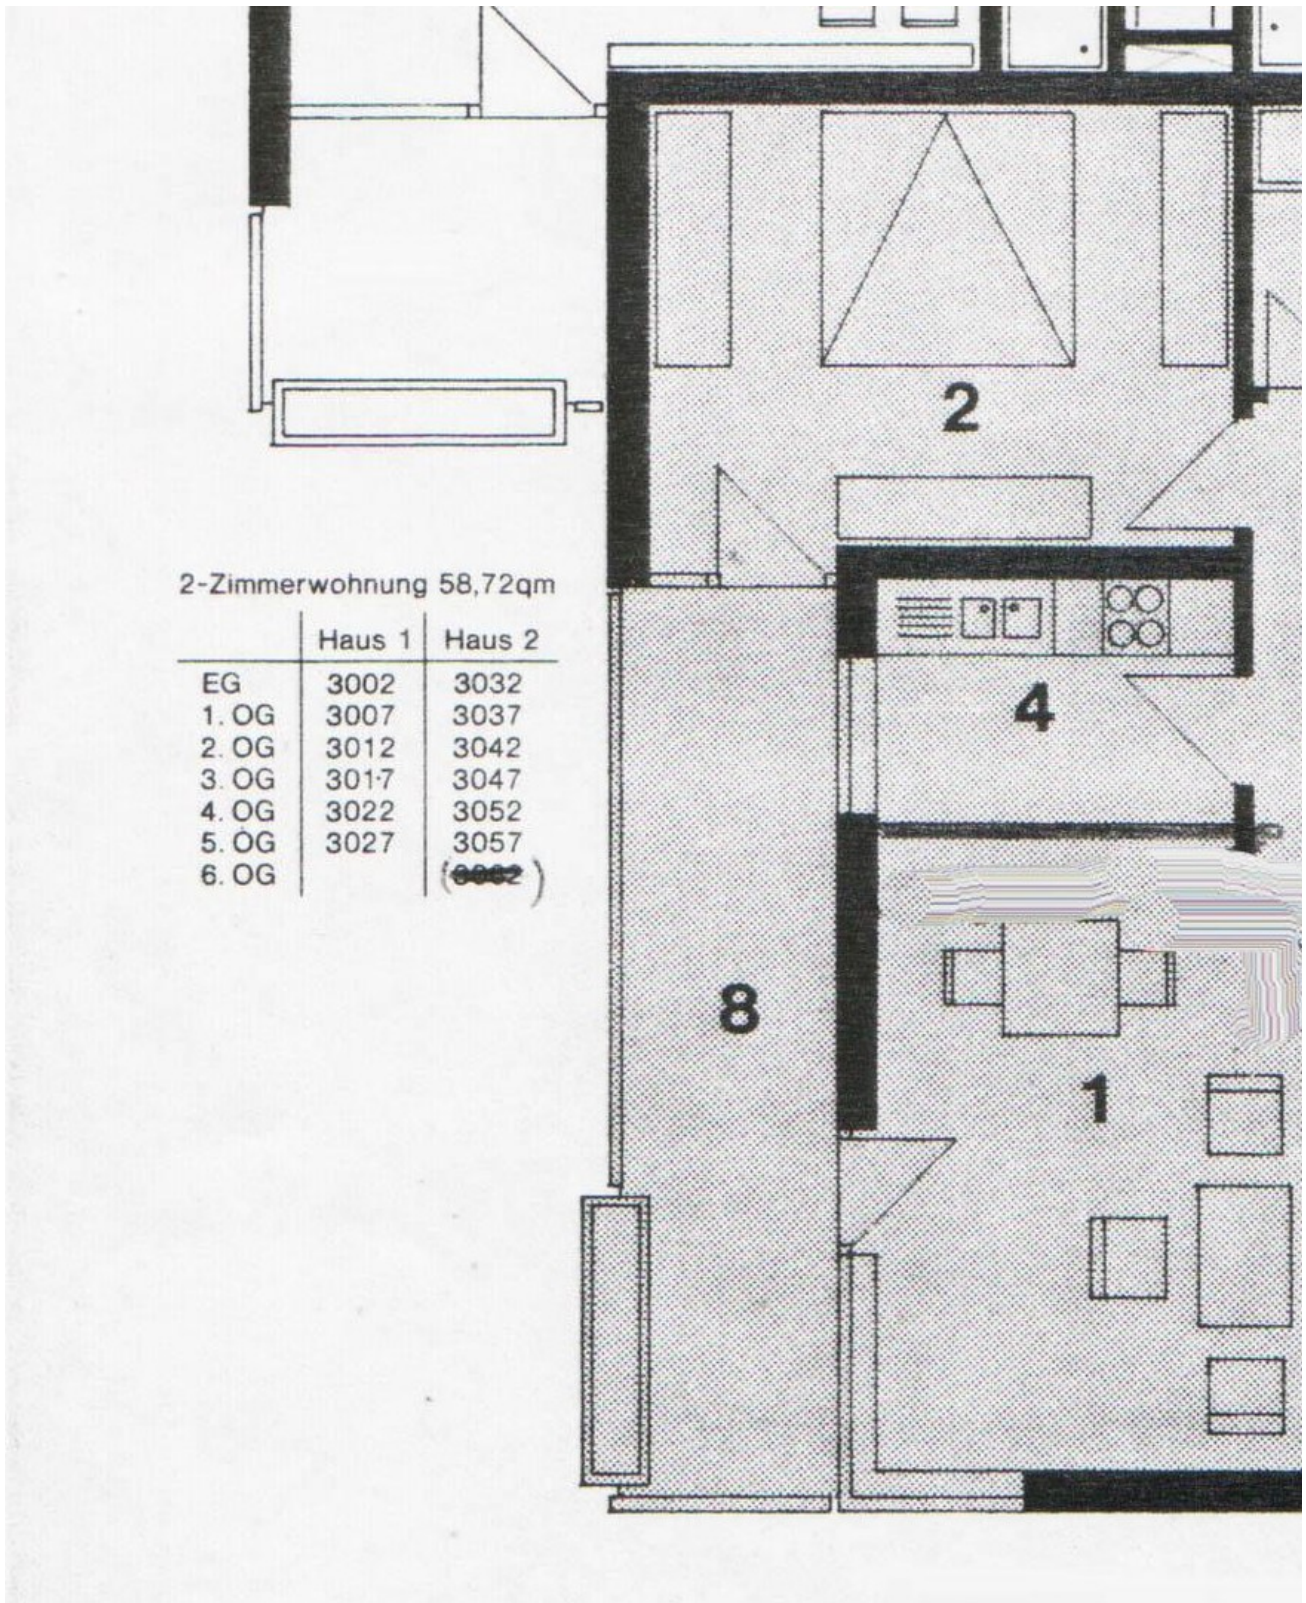 2
2-Zimmerwohnung 58,72qm
Haus 1 Haus 2
EG 3002 3032
1. OG 3007 3037
4
2. OG 3012 3042
3. OG 3017 3047
4. OG 3022 3052
5. OG 3027 3057
6. OG
8
1